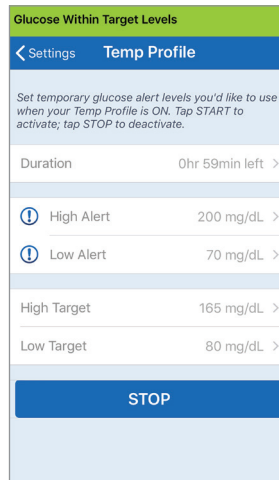 Glucose Within Target Levels
Settings Temp Profile
Set temporary glucose alert levels you'd like to use
when your Temp Profile is ON. Tap START to
activate; tap STOP to deactivate.
Duration 0hr 59min left
High Alert 200 mg/dL
Low Alert 70 mg/dL
High Target 165 mg/dL
Low Target 80 mg/dL
STOP